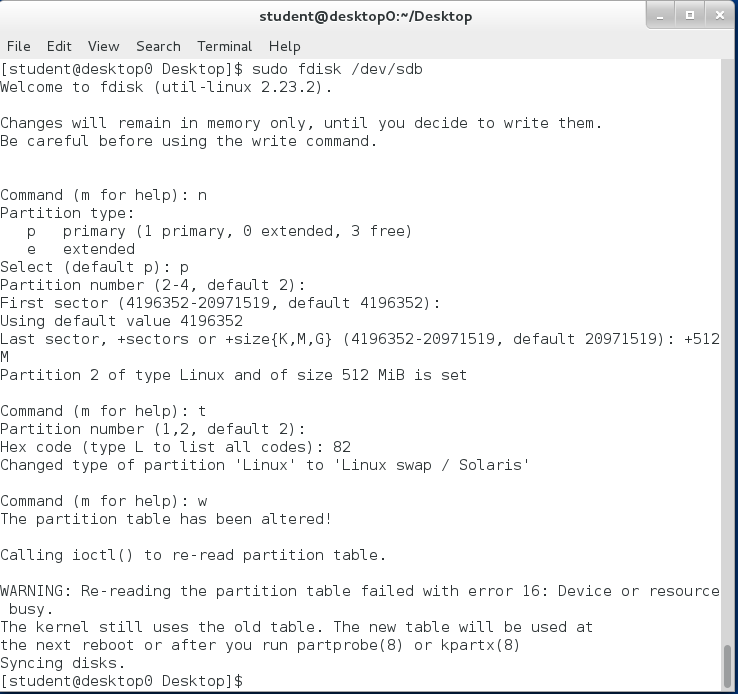 student@desktop0:~/Desktop
File Edit View Search Terminal Help
[student@desktop0 Desktop]$ sudo fdisk /dev/sdb
Welcome to fdisk (util-linux 2.23.2).
Changes will remain in memory only, until you decide to write them.
Be careful before using the write command.
Command (m for help): n
Partition type:
   p   primary (1 primary, 0 extended, 3 free)
   e   extended
Select (default p): p
Partition number (2-4, default 2):
First sector (4196352-20971519, default 4196352):
Using default value 4196352
Last sector, +sectors or +size{K,M,G} (4196352-20971519, default 20971519): +512
M
Partition 2 of type Linux and of size 512 MiB is set
Command (m for help): t
Partition number (1,2, default 2):
Hex code (type L to list all codes): 82
Changed type of partition 'Linux' to 'Linux swap / Solaris'
Command (m for help): w
The partition table has been altered!
Calling ioctl() to re-read partition table.
WARNING: Re-reading the partition table failed with error 16: Device or resource
 busy.
The kernel still uses the old table. The new table will be used at
the next reboot or after you run partprobe(8) or kpartx(8)
Syncing disks.
[student@desktop0 Desktop]$